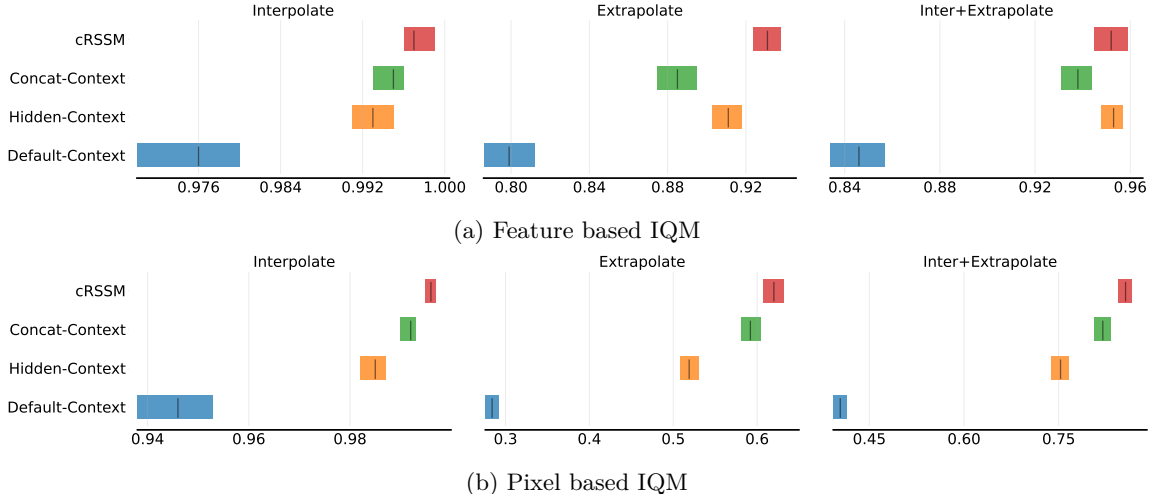 Interpolate Extrapolate Inter+Extrapolate
cRSSM
Concat-Context
Hidden-Context
Default-Context
0.976 0.984 0.992 1.000 0.80 0.84 0.88 0.92 0.84 0.88 0.92 0.96
(a) Feature based IQM
Interpolate Extrapolate Inter+Extrapolate
cRSSM
Concat-Context
Hidden-Context
Default-Context
0.94 0.96 0.98 0.3 0.4 0.5 0.6 0.45 0.60 0.75
(b) Pixel based IQM